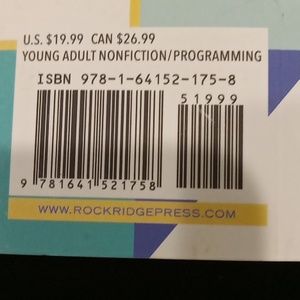 U.S. $19.99 CAN $26.99
YOUNG ADULT NONFICTION/PROGRAMMING
ISBN 978-1-64152-175-8
51999
9 781641 521758
WWW.ROCKRIDGEPRESS.COM